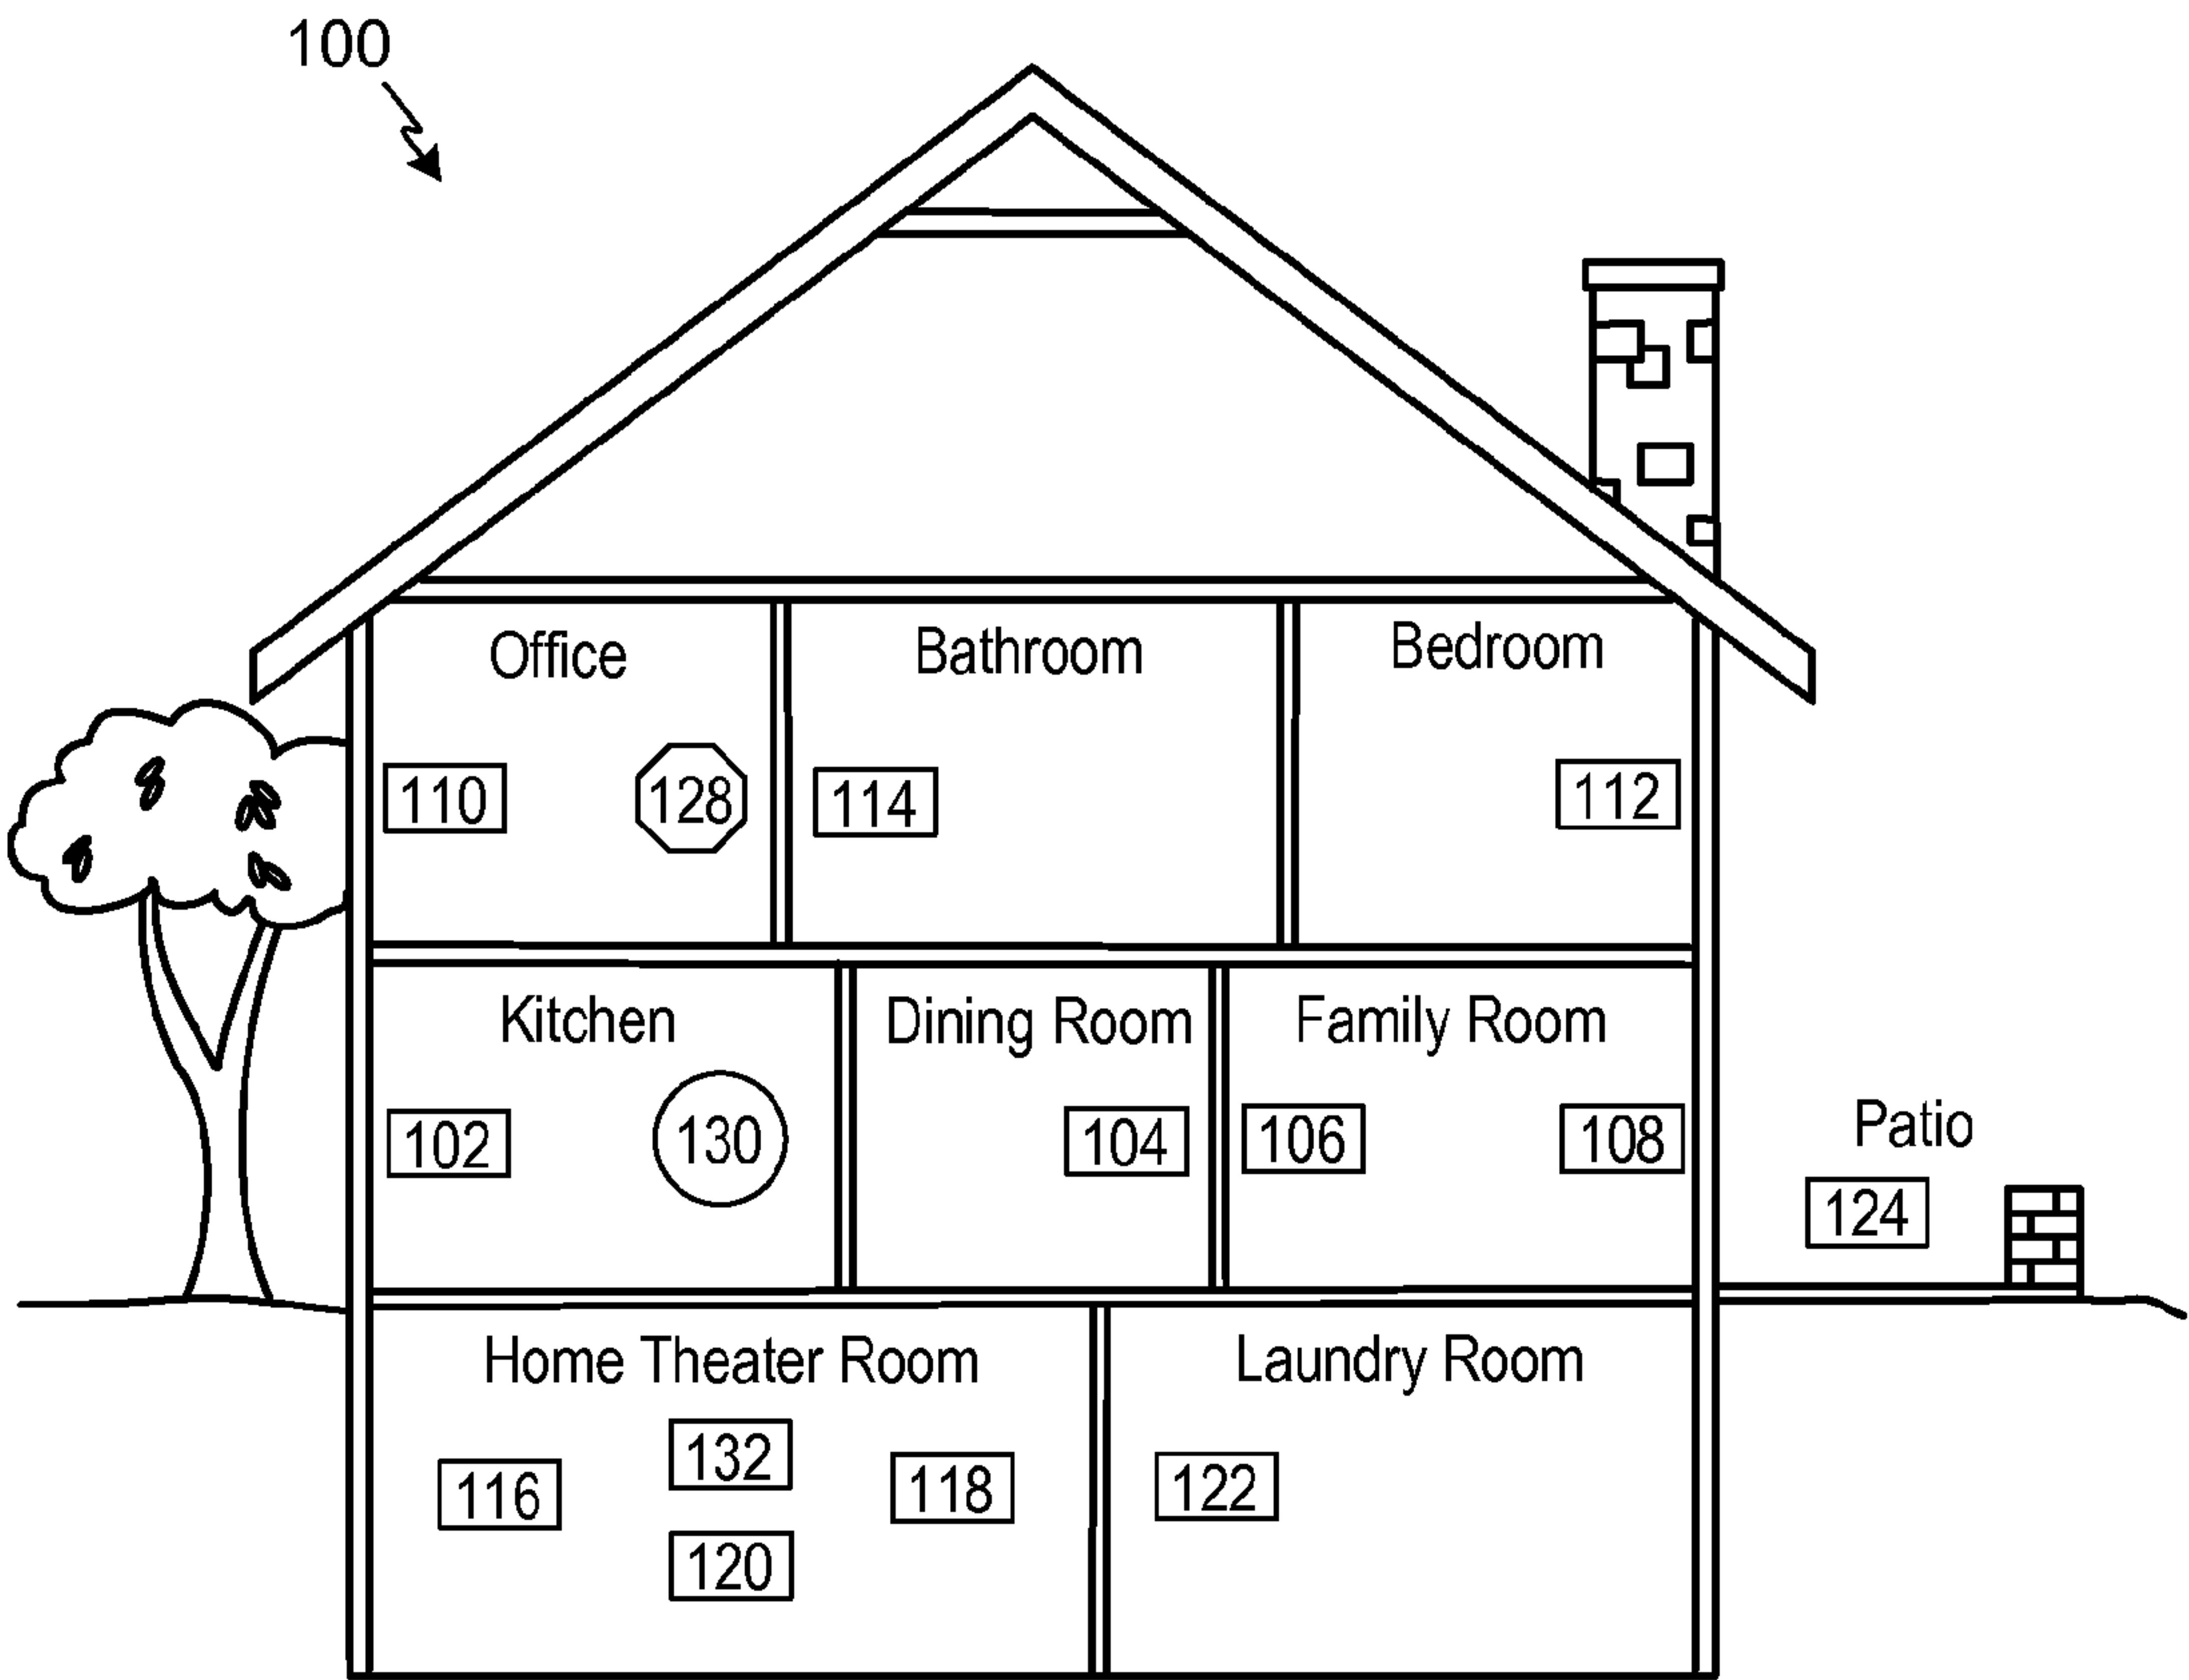 100
Office
Bathroom
Bedroom
110
128
114
112
Kitchen
Dining Room
Family Room
102
130
104
106
108
Patio
124
Home Theater Room
Laundry Room
116
132
118
122
120